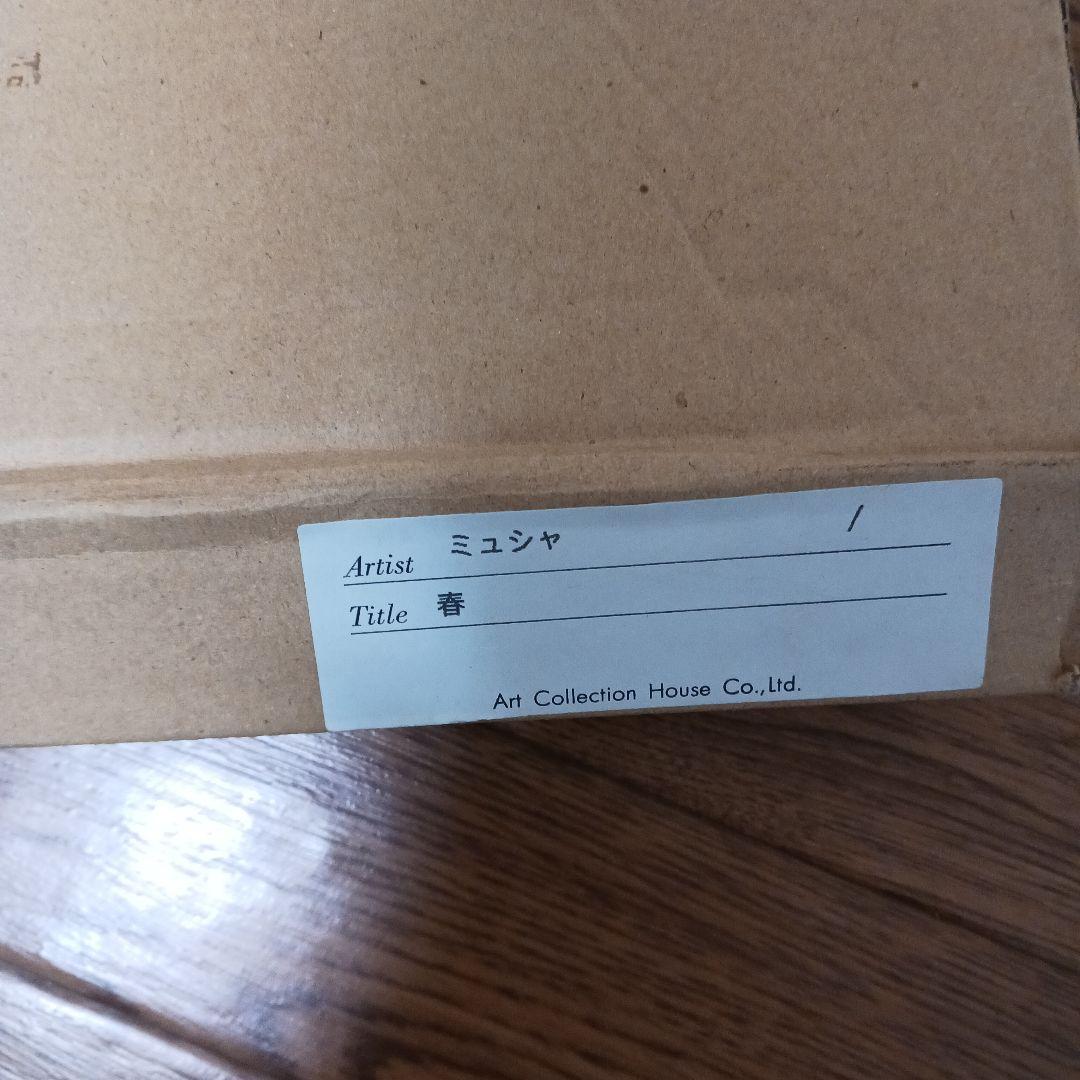 Artist ミュシャ /
Title 春
Art Collection House Co.,Ltd.